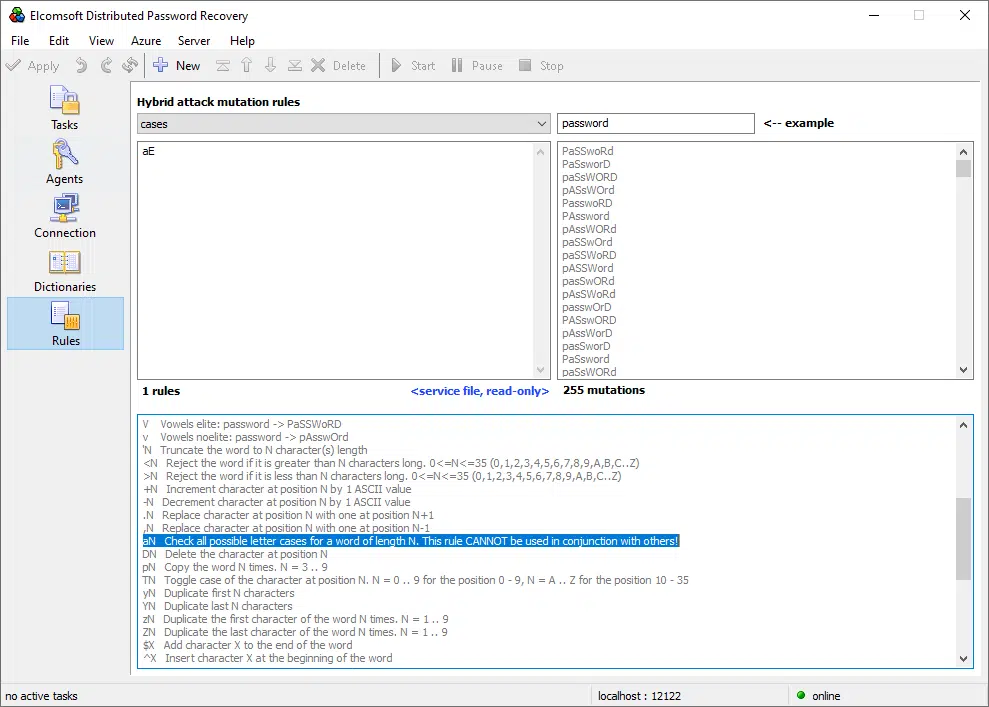 Elcomsoft Distributed Password Recovery
File Edit View Azure Server Help
Apply New Delete Start Pause Stop
Tasks
Agents
Connection
Dictionaries
Rules
Hybrid attack mutation rules
cases
password
<-- example
aE
PaSSwoRd
PaSsworD
paSsWORD
pASsWOrd
PasswoRD
PAssword
pAssWORd
paSSwOrd
paSSWoRD
pASSWord
passwORd
pASsWoRd
passwOrD
PASswORD
pAssWorD
pasSworD
PaSsword
paSsWORd
1 rules
<service file, read-only>
255 mutations
V Vowels elite: password -> PaSSWoRD
v Vowels noelite: password -> pAsswOrd
'N Truncate the word to N character(s) length
<N Reject the word if it is greater than N characters long. 0<=N<=35 (0,1,2,3,4,5,6,7,8,9,A,B,C..Z)
>N Reject the word if it is less than N characters long. 0<=N<=35 (0,1,2,3,4,5,6,7,8,9,A,B,C..Z)
+N Increment character at position N by 1 ASCII value
-N Decrement character at position N by 1 ASCII value
.N Replace character at position N with one at position N+1
,N Replace character at position N with one at position N-1
aN Check all possible letter cases for a word of length N. This rule CANNOT be used in conjunction with others!
DN Delete the character at position N
pN Copy the word N times. N = 3 .. 9
TN Toggle case of the character at position N. N = 0 .. 9 for the position 0 - 9, N = A .. Z for the position 10 - 35
yN Duplicate first N characters
YN Duplicate last N characters
zN Duplicate the first character of the word N times. N = 1 .. 9
ZN Duplicate the last character of the word N times. N = 1 .. 9
$X Add character X to the end of the word
^X Insert character X at the beginning of the word
no active tasks
localhost : 12122
online